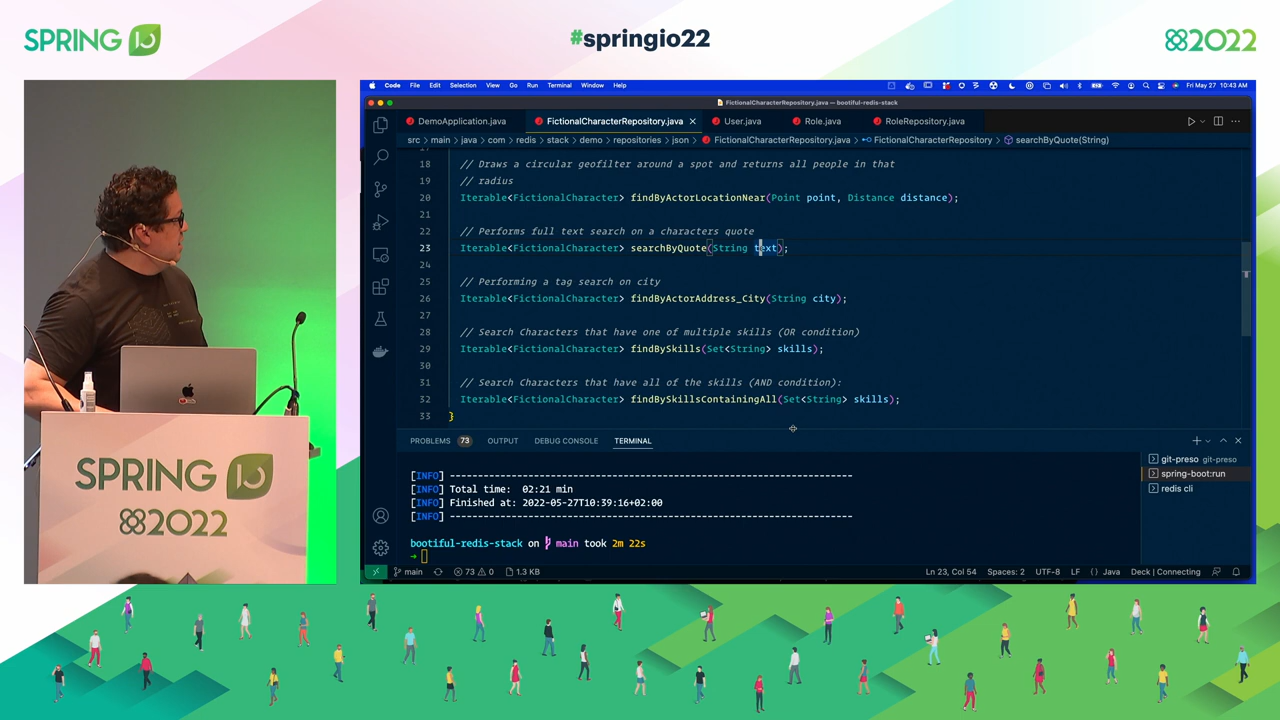 SPRING IO
#springio22
2022
Code File Edit Selection View Go Run Terminal Window Help
Fri May 27 10:43 AM
FictionalCharacterRepository.java — bootiful-redis-stack
DemoApplication.java FictionalCharacterRepository.java × User.java Role.java RoleRepository.java
src > main > java > com > redis > stack > demo > repositories > json > FictionalCharacterRepository.java > FictionalCharacterRepository > searchByQuote(String)
17
18 // Draws a circular geofilter around a spot and returns all people in that
19 // radius
20 Iterable<FictionalCharacter> findByActorLocationNear(Point point, Distance distance);
21
22 // Performs full text search on a characters quote
23 Iterable<FictionalCharacter> searchByQuote(String text);
24
25 // Performing a tag search on city
26 Iterable<FictionalCharacter> findByActorAddress_City(String city);
27
28 // Search Characters that have one of multiple skills (OR condition)
29 Iterable<FictionalCharacter> findBySkills(Set<String> skills);
30
31 // Search Characters that have all of the skills (AND condition):
32 Iterable<FictionalCharacter> findBySkillsContainingAll(Set<String> skills);
33 }
PROBLEMS 73 OUTPUT DEBUG CONSOLE TERMINAL
[INFO] ------------------------------------------------------------------------
[INFO] Total time: 02:21 min
[INFO] Finished at: 2022-05-27T10:39:16+02:00
[INFO] ------------------------------------------------------------------------
bootiful-redis-stack on main took 2m 22s
git-preso git-preso
spring-boot:run
redis cli
main 73 0 1.3 KB Ln 23, Col 54 Spaces: 2 UTF-8 LF {} Java Deck | Connecting
SPRING IO
2022